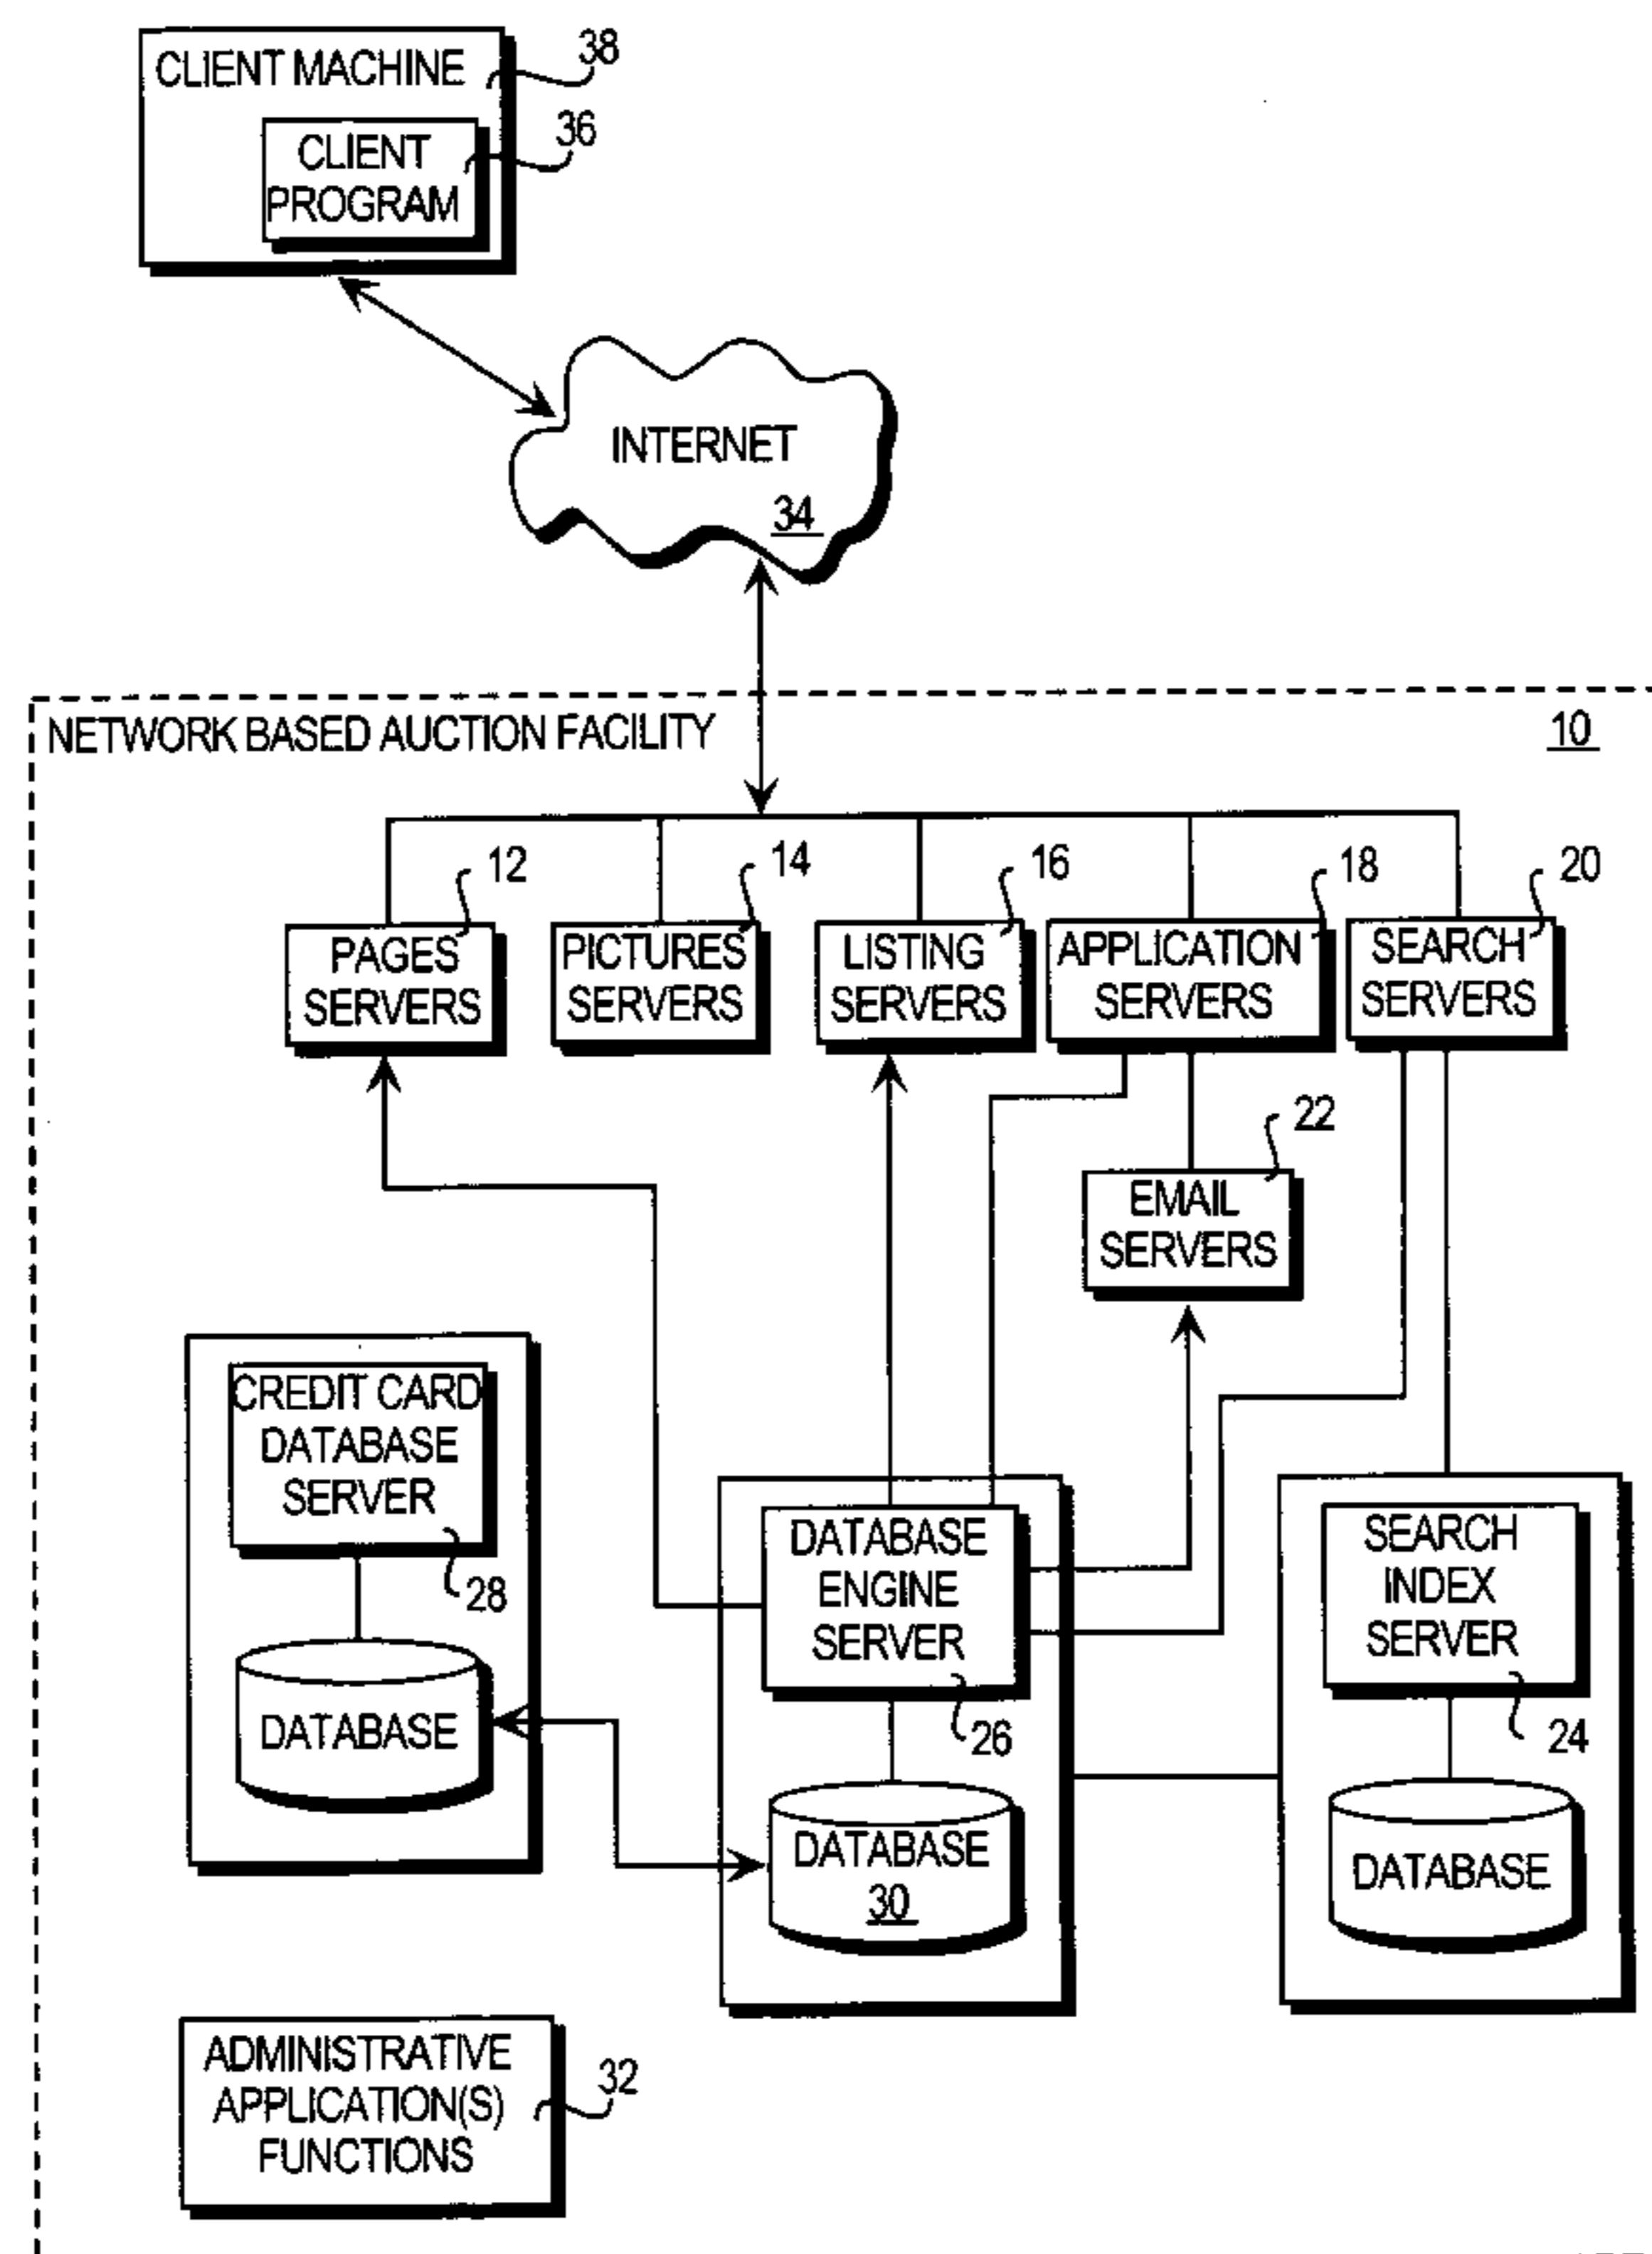 CLIENT MACHINE
38
CLIENT
PROGRAM
36
INTERNET
34
NETWORK BASED AUCTION FACILITY
10
12
14
16
18
20
PAGES
SERVERS
PICTURES
SERVERS
LISTING
SERVERS
APPLICATION
SERVERS
SEARCH
SERVERS
22
EMAIL
SERVERS
CREDIT CARD
DATABASE
SERVER
28
DATABASE
DATABASE
ENGINE
SERVER
26
DATABASE
30
SEARCH
INDEX
SERVER
24
DATABASE
ADMINISTRATIVE
APPLICATION(S)
FUNCTIONS
32